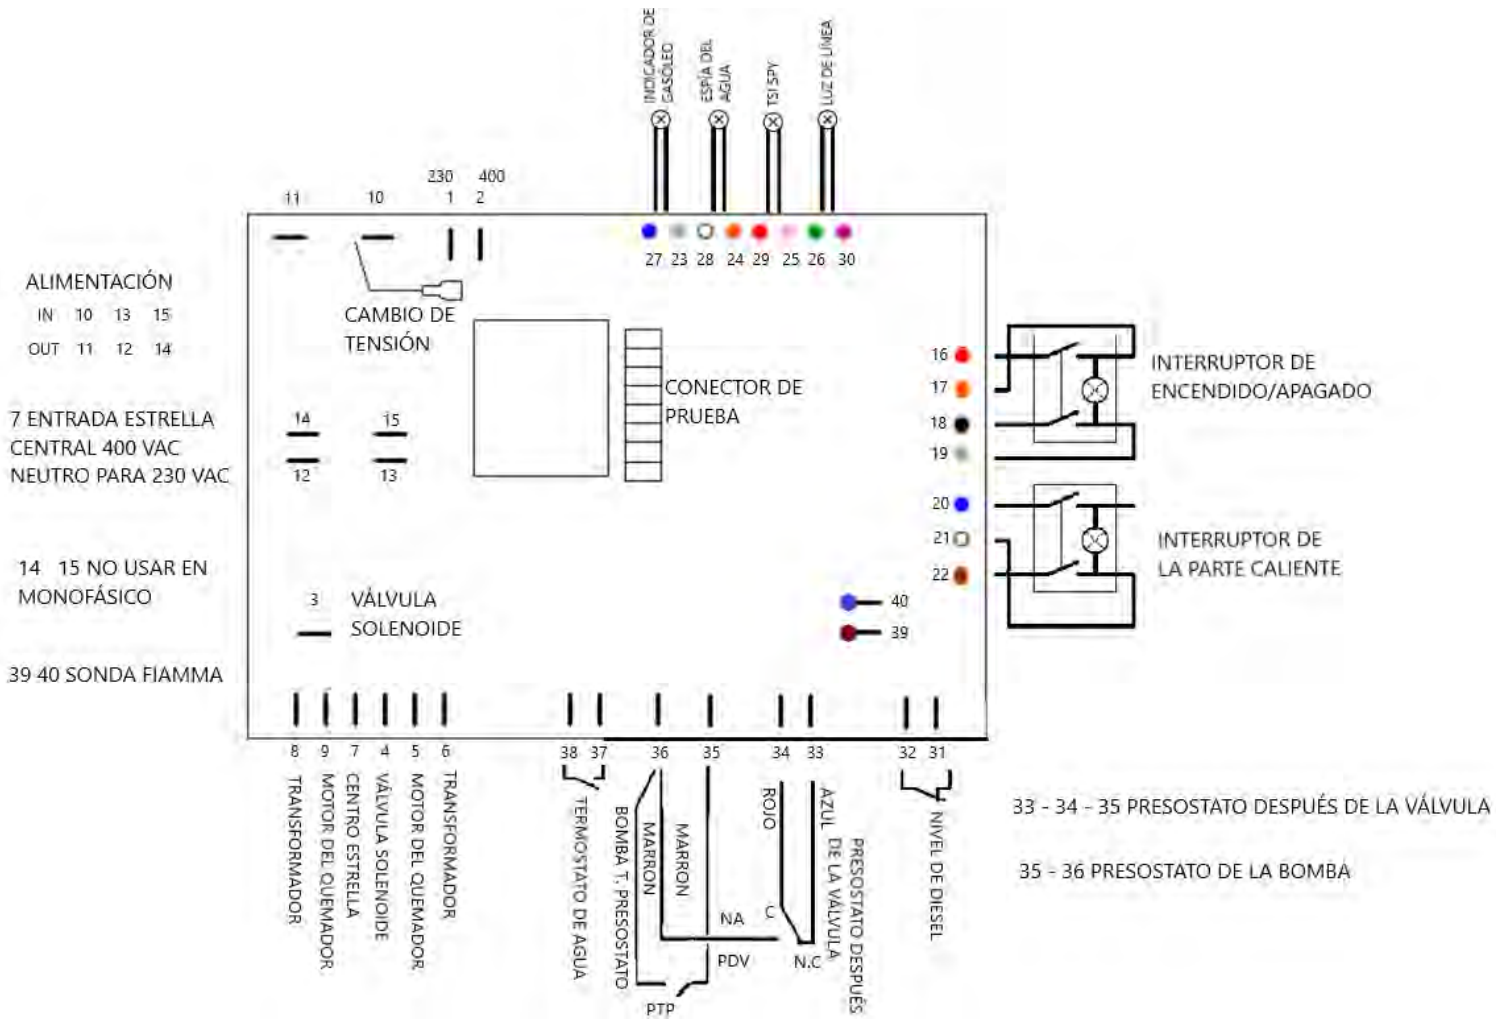 INDICADOR DE
GASÓLEO
ESPÍA DEL
AGUA
TSI SPY
LUZ DE LÍNEA
230 400
11 10 1 2
27 23 28 24 29 25 26 30
ALIMENTACIÓN
IN 10 13 15
OUT 11 12 14
CAMBIO DE
TENSIÓN
CONECTOR DE
PRUEBA
7 ENTRADA ESTRELLA
CENTRAL 400 VAC
NEUTRO PARA 230 VAC
14 15
12 13
16
17
18
19
INTERRUPTOR DE
ENCENDIDO/APAGADO
20
21
22
INTERRUPTOR DE
LA PARTE CALIENTE
14 15 NO USAR EN
MONOFÁSICO
3 VÁLVULA
SOLENOIDE
40
39
39 40 SONDA FIAMMA
8 9 7 4 5 6 38 37 36 35 34 33 32 31
TRANSFORMADOR
MOTOR DEL QUEMADOR
CENTRO ESTRELLA
VÁLVULA SOLENOIDE
MOTOR DEL QUEMADOR
TRANSFORMADOR
TERMOSTATO DE AGUA
BOMBA T. PRESOSTATO
MARRON
MARRON
ROJO
AZUL
PRESOSTATO DESPUÉS
DE LA VÁLVULA
NIVEL DE DIESEL
NA
C
PDV
N.C
PTP
33 - 34 - 35 PRESOSTATO DESPUÉS DE LA VÁLVULA
35 - 36 PRESOSTATO DE LA BOMBA